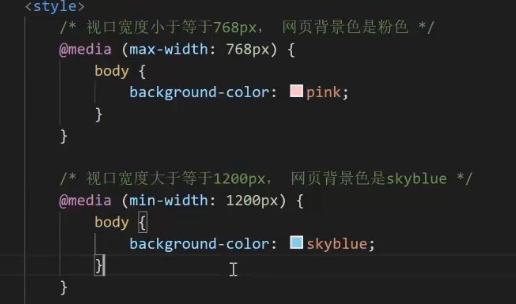 <style>
/* 视口宽度小于等于768px， 网页背景色是粉色 */
@media (max-width: 768px) {
body {
background-color: pink;
}
}
/* 视口宽度大于等于1200px， 网页背景色是skyblue */
@media (min-width: 1200px) {
body {
background-color: skyblue;
}
}